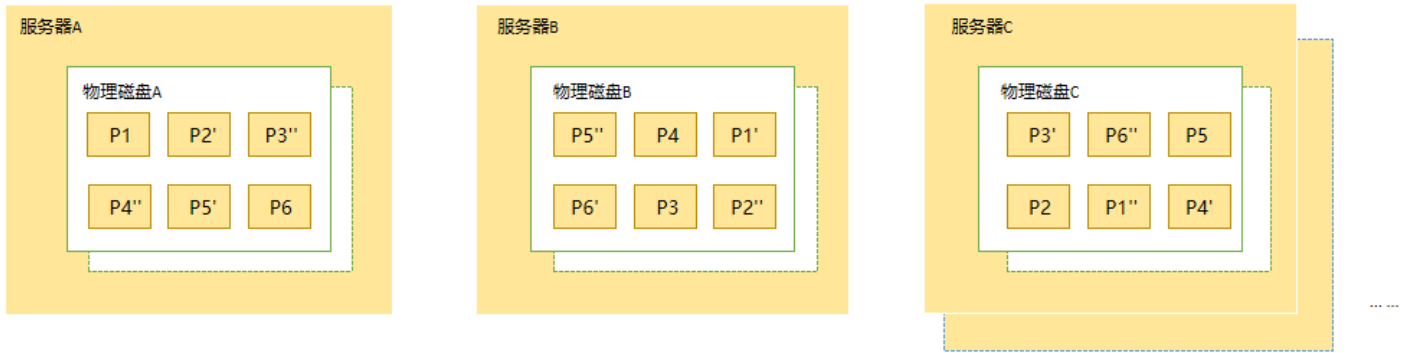 服务器A
物理磁盘A
P1 P2' P3''
P4'' P5' P6
服务器B
物理磁盘B
P5'' P4 P1'
P6' P3 P2''
服务器C
物理磁盘C
P3' P6'' P5
P2 P1'' P4'
... ...